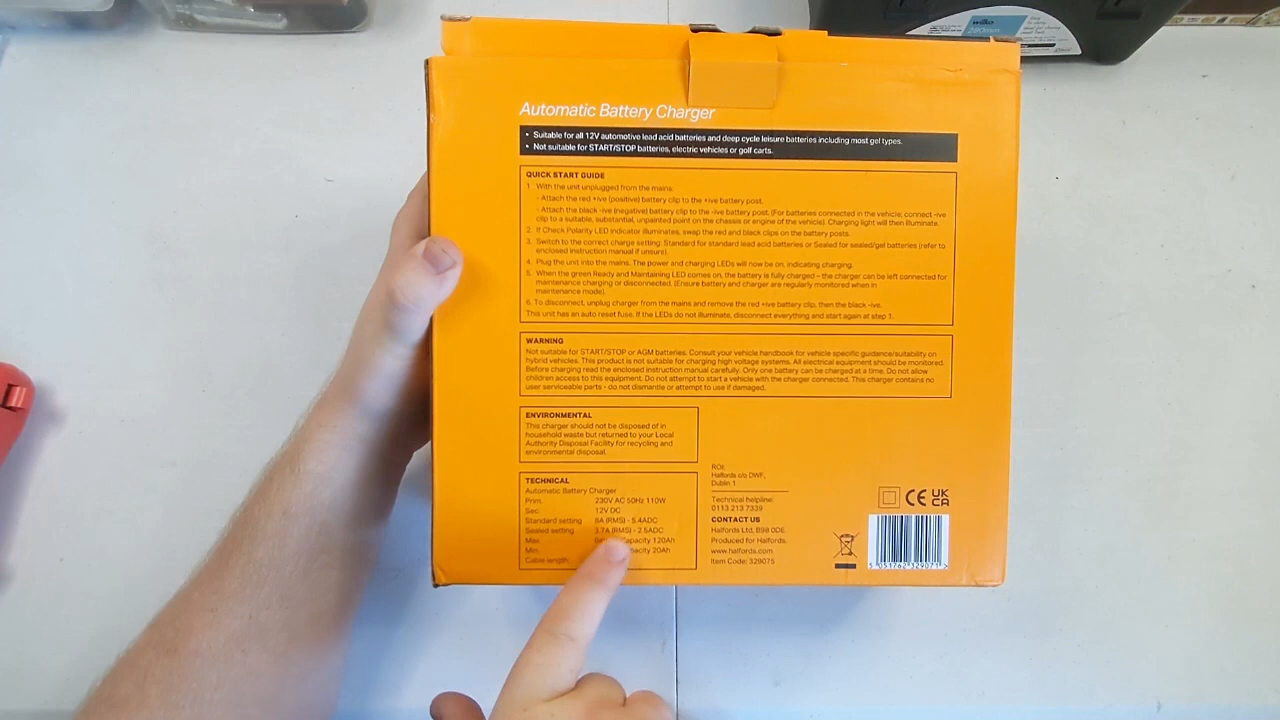 wilko
280mm
Automatic Battery Charger
• Suitable for all 12V automotive lead acid batteries and deep cycle leisure batteries including most gel types.
• Not suitable for START/STOP batteries, electric vehicles or golf carts.
QUICK START GUIDE
1 With the unit unplugged from the mains:
- Attach the red +ive (positive) battery clip to the +ive battery post.
- Attach the black -ive (negative) battery clip to the -ive battery post. (For batteries connected in the vehicle, connect -ive
clip to a suitable, substantial, unpainted point on the chassis or engine of the vehicle). Charging light will then illuminate.
2. If Check Polarity LED indicator illuminates, swap the red and black clips on the battery posts.
3. Switch to the correct charge setting: Standard for standard lead acid batteries or Sealed for sealed/gel batteries (refer to
enclosed instruction manual if unsure).
4. Plug the unit into the mains. The power and charging LEDs will now be on, indicating charging.
5. When the green Ready and Maintaining LED comes on, the battery is fully charged – the charger can be left connected for
maintenance charging or disconnected. (Ensure battery and charger are regularly monitored when in
maintenance mode).
6. To disconnect, unplug charger from the mains and remove the red +ive battery clip, then the black -ive.
This unit has an auto reset fuse. If the LEDs do not illuminate, disconnect everything and start again at step 1.
WARNING
Not suitable for START/STOP or AGM batteries. Consult your vehicle handbook for vehicle specific guidance/suitability on
hybrid vehicles. This product is not suitable for charging high voltage systems. All electrical equipment should be monitored.
Before charging read the enclosed instruction manual carefully. Only one battery can be charged at a time. Do not allow
children access to this equipment. Do not attempt to start a vehicle with the charger connected. This charger contains no
user serviceable parts - do not dismantle or attempt to use if damaged.
ENVIRONMENTAL
This charger should not be disposed of in
household waste but returned to your Local
Authority Disposal Facility for recycling and
environmental disposal.
TECHNICAL
Automatic Battery Charger
Prim. 230V AC 50Hz 110W
Sec. 12V DC
Standard setting 8A (RMS) - 5.4ADC
Sealed setting 3.7A (RMS) - 2.5ADC
Max. Capacity 120Ah
Min. 20Ah
Cable length
ROI:
Halfords c/o DWF,
Dublin 1
Technical helpline:
0113 213 7339
CONTACT US
Halfords Ltd, B98 0DE.
Produced for Halfords.
www.halfords.com
Item Code: 329075
CE UK
CA
5 051762 329071 >